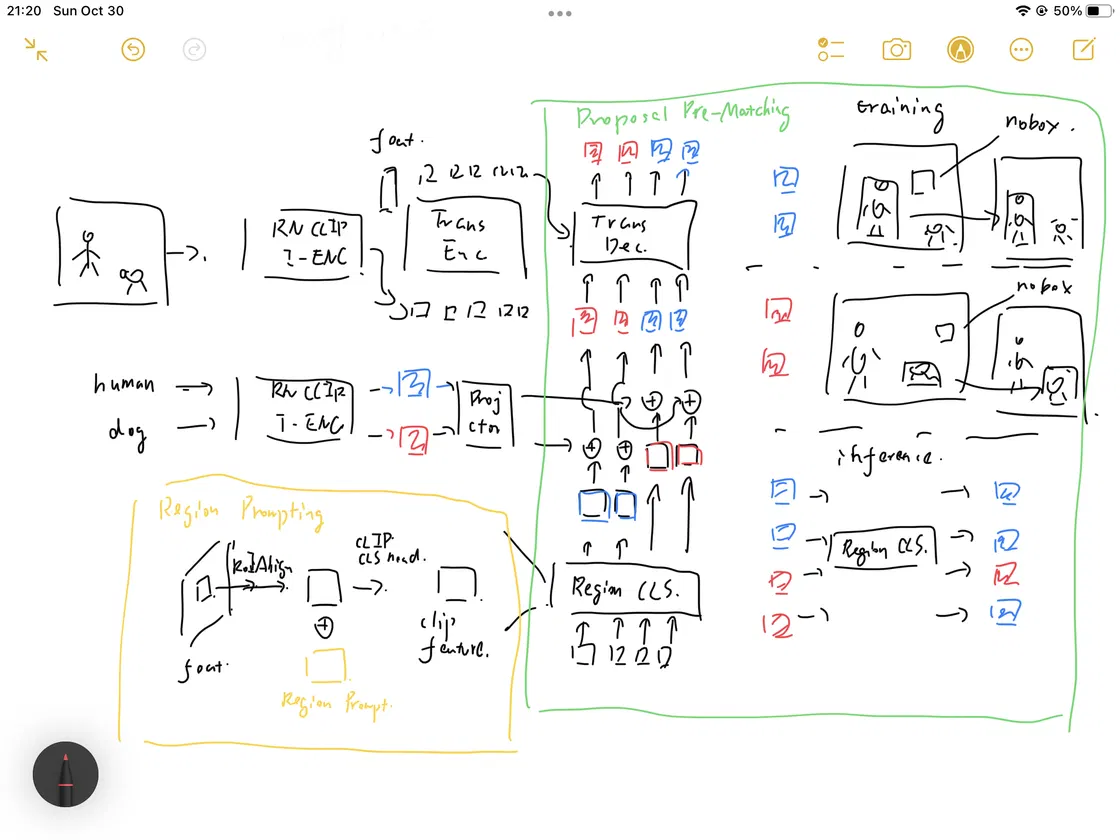 21:20 Sun Oct 30
50%
Proposal Pre-Matching
training
nobox.
feat.
RN CLIP
I-ENC
Trans
Enc
Trans
Dec.
nobox
human
dog
RN CLIP
T-ENC
Proj
ctor
inference.
Region Prompting
RoIAlign
CLIP
CLS head.
feat.
clip
feature.
Region Prompt.
Region CLS.
Region CLS.